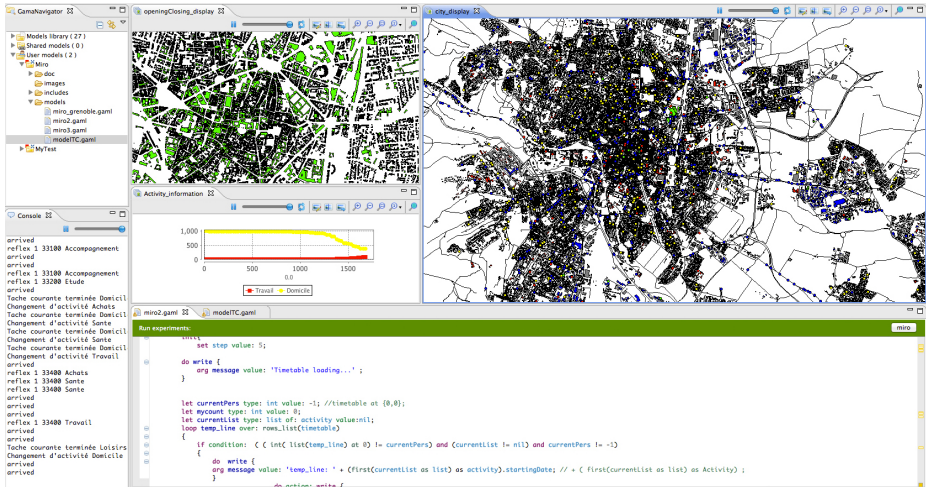 GamaNavigator
Models library ( 27 )
Shared models ( 0 )
User models ( 2 )
Miro
doc
images
includes
models
miro_grenoble.gaml
miro2.gaml
miro3.gaml
modelTC.gaml
MyTest
openingClosing_display
city_display
Activity_information
1,000
500
0
0
500
1000
1500
0.0
Travail
Domicile
Console
arrived
reflex 1 33100 Accompagnement
arrived
arrived
reflex 1 33100 Accompagnement
reflex 1 33200 Etude
arrived
Tache courante terminée Domicil
Changement d'activité Achats
Tache courante terminée Domicil
Changement d'activité Sante
Tache courante terminée Domicil
Changement d'activité Sante
Tache courante terminée Domicil
Changement d'activité Travail
arrived
arrived
reflex 1 33400 Achats
reflex 1 33400 Sante
reflex 1 33400 Sante
arrived
arrived
arrived
reflex 1 33400 Travail
arrived
arrived
Tache courante terminée Loisirs
Changement d'activité Domicile
arrived
arrived
miro2.gaml
modelTC.gaml
Run experiments:
miro
init{
set step value: 5;
do write {
arg message value: 'Timetable loading...' ;
}
let currentPers type: int value: -1; //timetable at {0,0};
let mycount type: int value: 0;
let currentList type: list of: activity value:nil;
loop temp_line over: rows_list(timetable)
{
if condition: ( ( int( list(temp_line) at 0) != currentPers) and (currentList != nil) and currentPers != -1)
{
do write {
arg message value: 'temp_line: ' + (first(currentList as list) as activity).startingDate; // + ( first(currentList as list) as Activity) ;
}
do action: write {